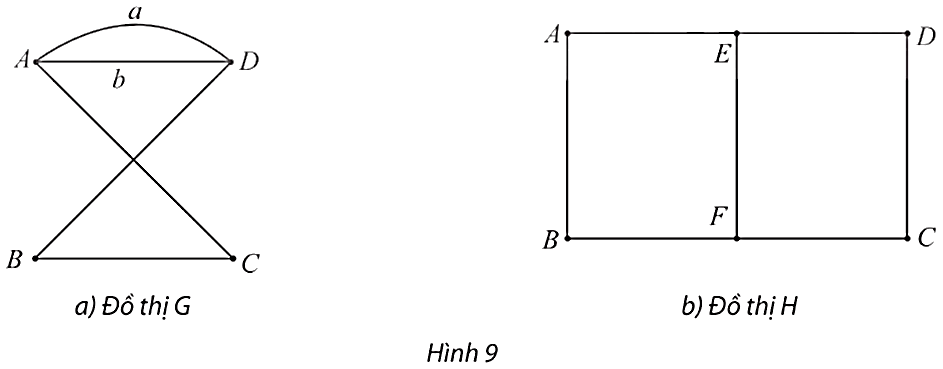 a
A D A E D
b
B C B F C
a) Đồ thị G b) Đồ thị H
Hình 9